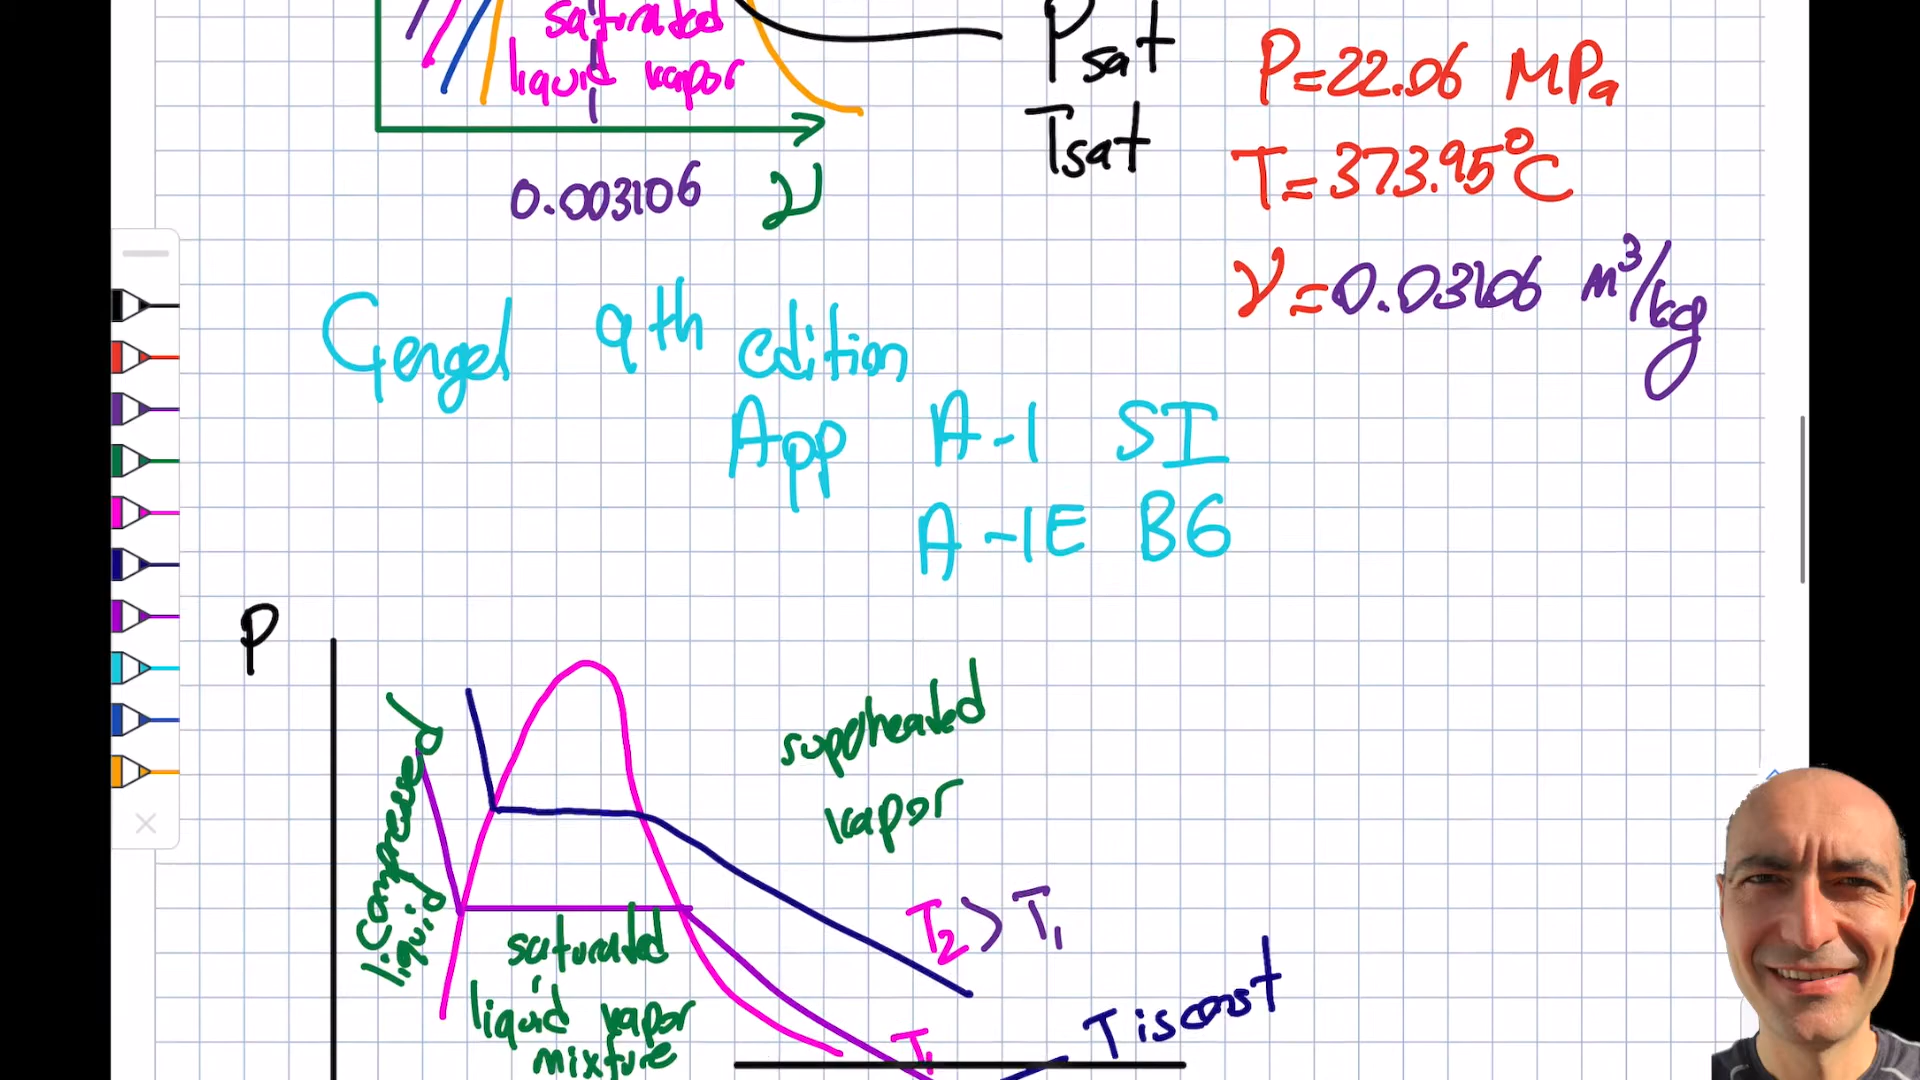 saturated
liquid vapor
Psat
Tsat
P=22.06 MPa
T=373.95°C
ν=0.03106 m³/kg
0.003106
ν
Çengel 9th edition
App A-1 SI
A-1E BG
P
compressed
liquid
superheated
vapor
T₂>T₁
saturated
liquid vapor
mixture
T₁
T is const